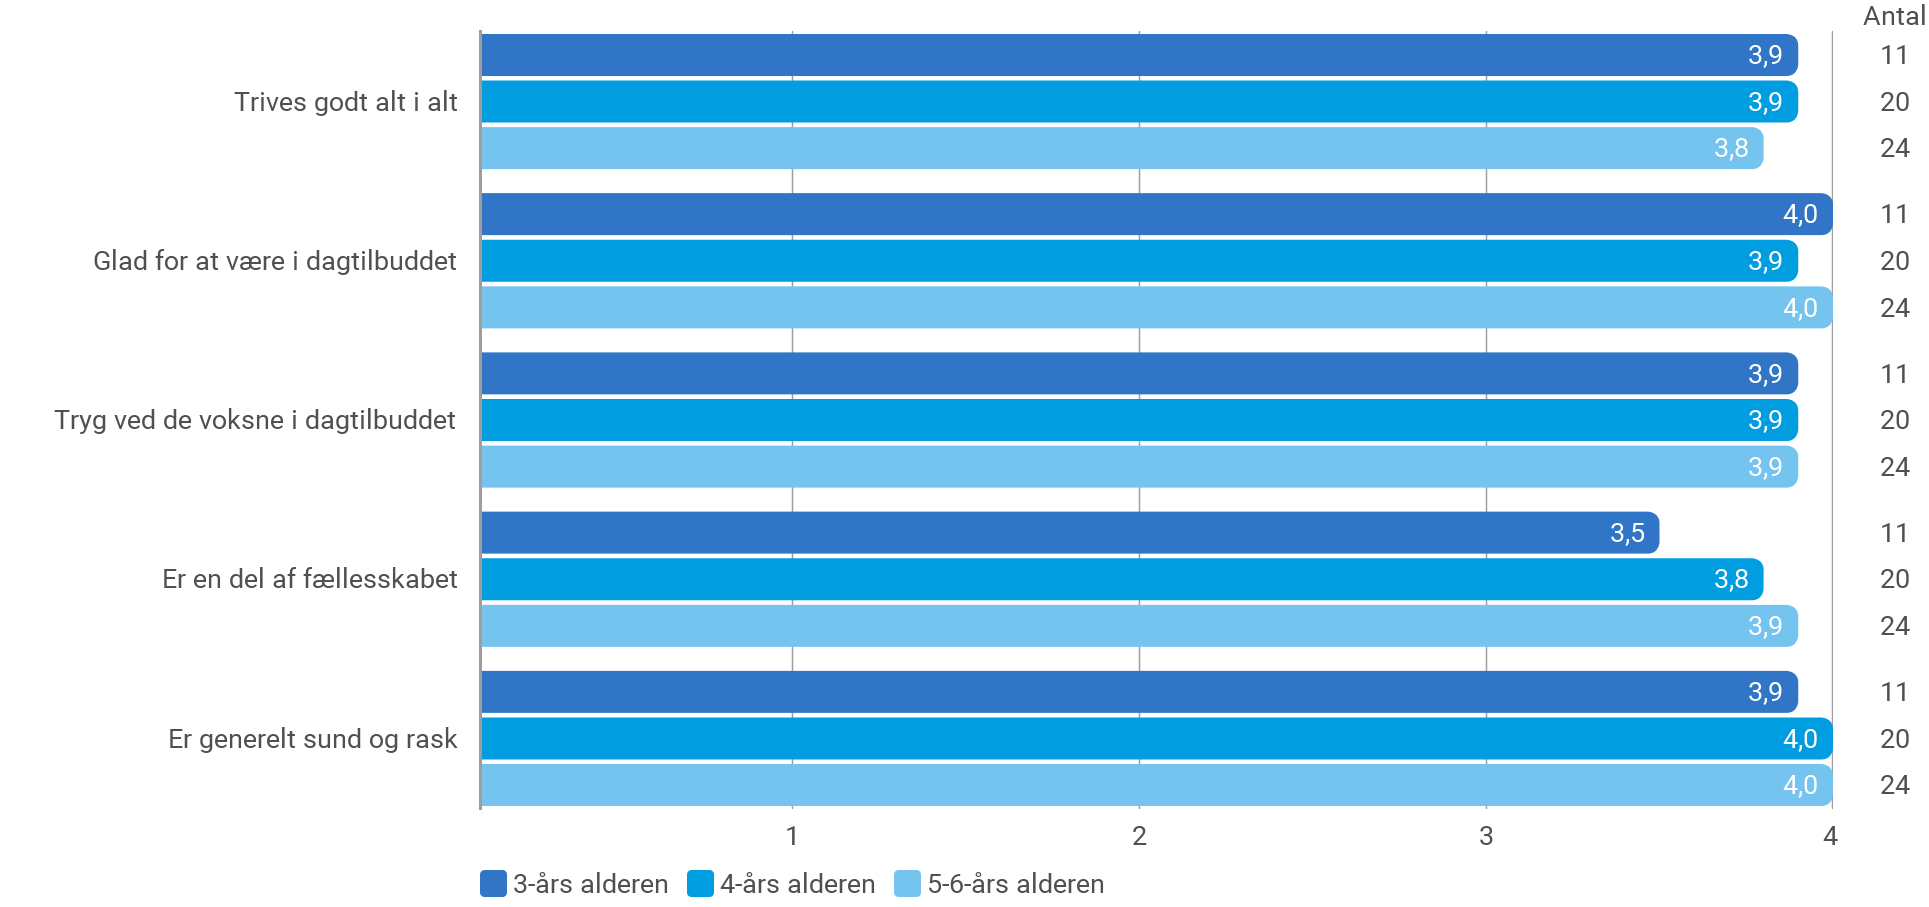 Antal
3,9 11
Trives godt alt i alt 3,9 20
3,8 24
4,0 11
Glad for at være i dagtilbuddet 3,9 20
4,0 24
3,9 11
Tryg ved de voksne i dagtilbuddet 3,9 20
3,9 24
3,5 11
Er en del af fællesskabet 3,8 20
3,9 24
3,9 11
Er generelt sund og rask 4,0 20
4,0 24
1 2 3 4
3-års alderen 4-års alderen 5-6-års alderen